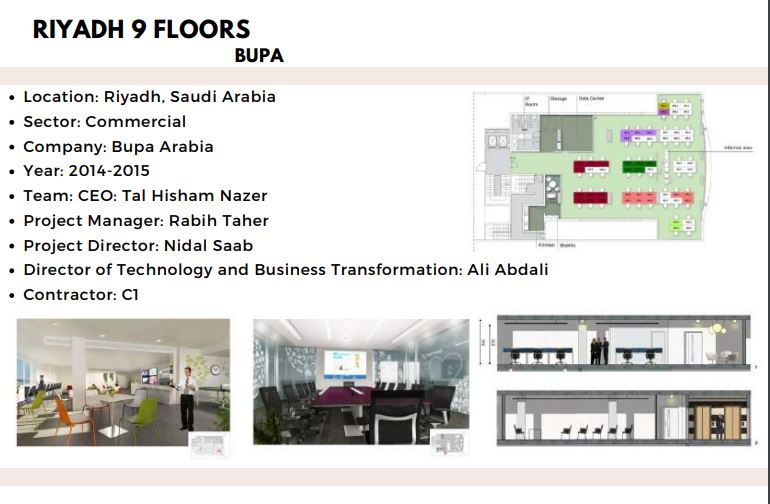 RIYADH 9 FLOORS
BUPA
• Location: Riyadh, Saudi Arabia
• Sector: Commercial
• Company: Bupa Arabia
• Year: 2014-2015
• Team: CEO: Tal Hisham Nazer
• Project Manager: Rabih Taher
• Project Director: Nidal Saab
• Director of Technology and Business Transformation: Ali Abdali
• Contractor: C1
IT Room
Storage
Data Center
Informal area
Kitchen
Booths